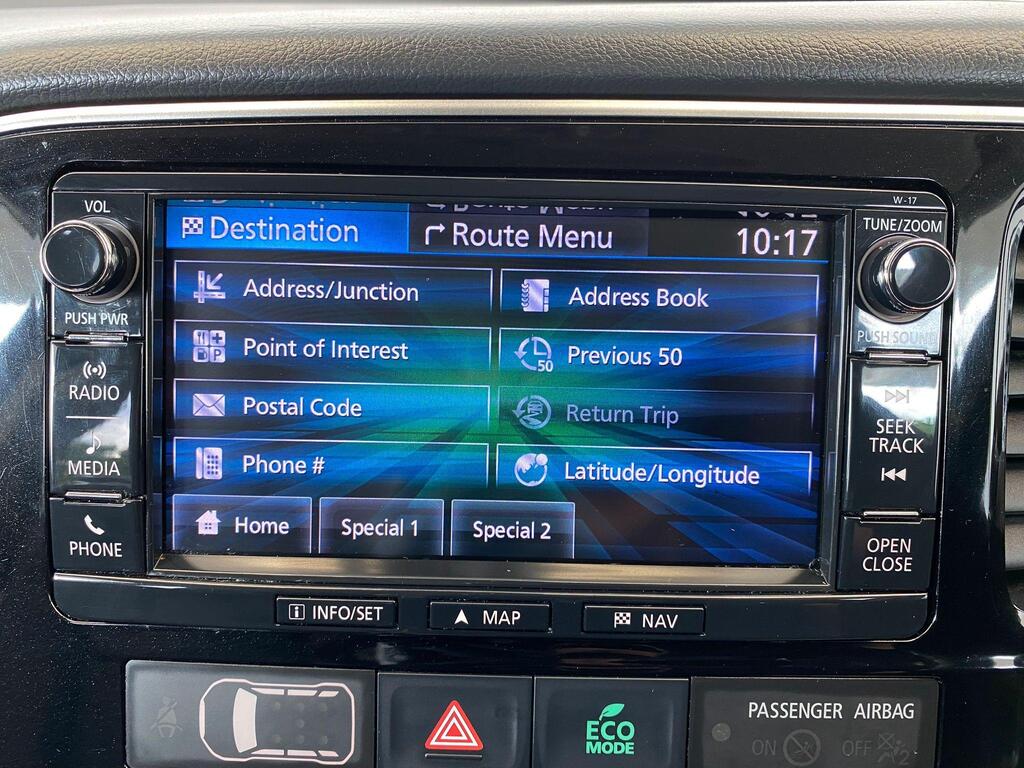 W-17
VOL
PUSH PWR
RADIO
MEDIA
PHONE
Destination
Route Menu
10:17
Address/Junction
Address Book
Point of Interest
50
Previous 50
Postal Code
Return Trip
Phone #
Latitude/Longitude
Home
Special 1
Special 2
TUNE/ZOOM
PUSH SOUND
SEEK
TRACK
OPEN
CLOSE
INFO/SET
MAP
NAV
ECO
MODE
PASSENGER AIRBAG
ON
OFF
2